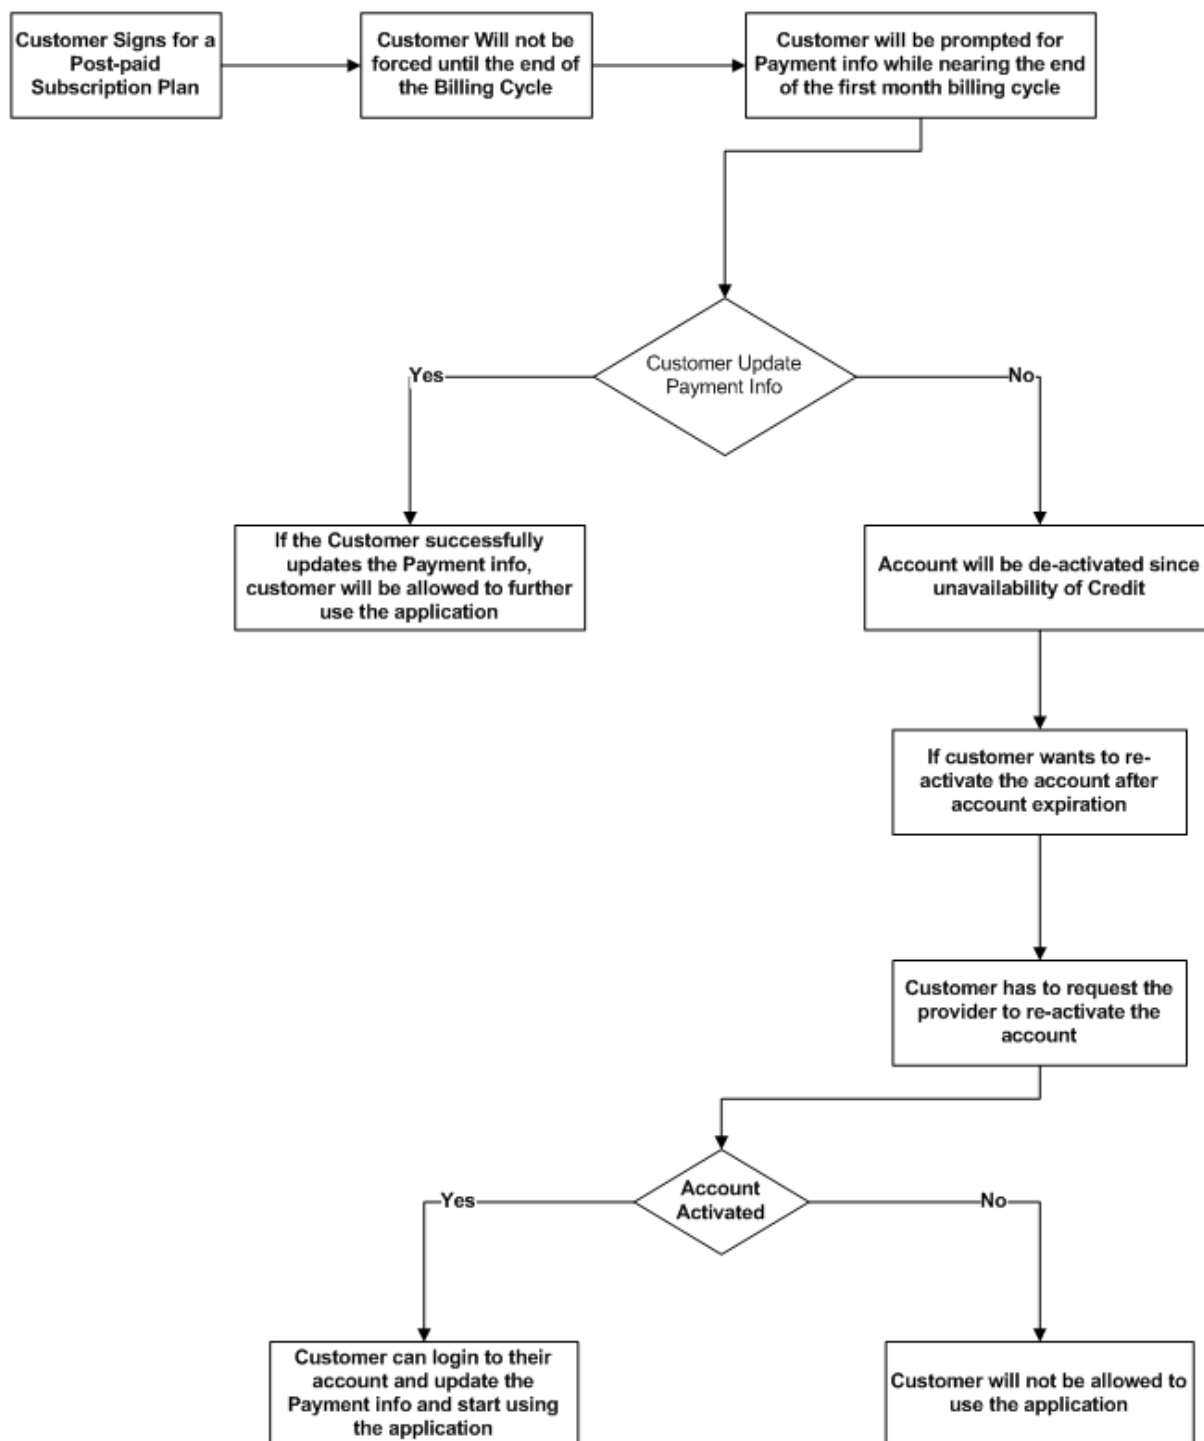 Customer Signs for a
Post-paid
Subscription Plan
Customer Will not be
forced until the end of
the Billing Cycle
Customer will be prompted for
Payment info while nearing the end
of the first month billing cycle
Customer Update
Payment Info
Yes
No
If the Customer successfully
updates the Payment info,
customer will be allowed to further
use the application
Account will be de-activated since
unavailability of Credit
If customer wants to re-
activate the account after
account expiration
Customer has to request the
provider to re-activate the
account
Account
Activated
Yes
No
Customer can login to their
account and update the
Payment info and start using
the application
Customer will not be allowed to
use the application